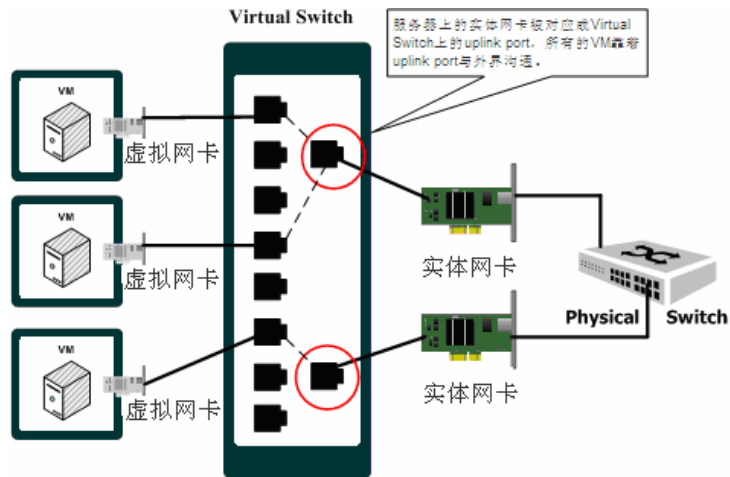 Virtual Switch
服务器上的实体网卡被对应成Virtual
Switch上的uplink port，所有的VM靠着
uplink port与外界沟通。
VM
虚拟网卡
VM
虚拟网卡
VM
虚拟网卡
实体网卡
Physical Switch
实体网卡